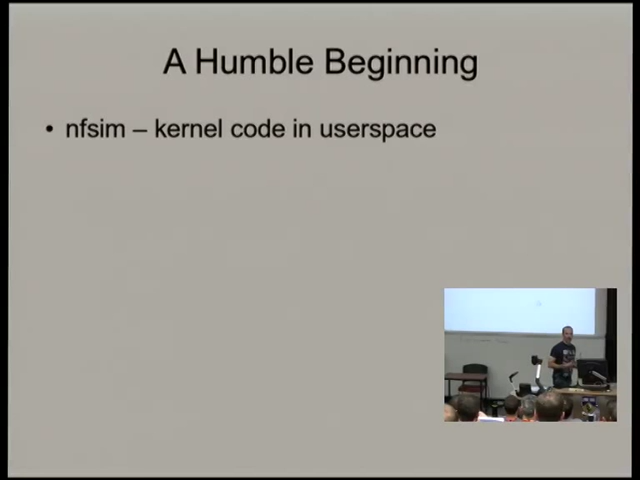 A Humble Beginning
• nfsim – kernel code in userspace